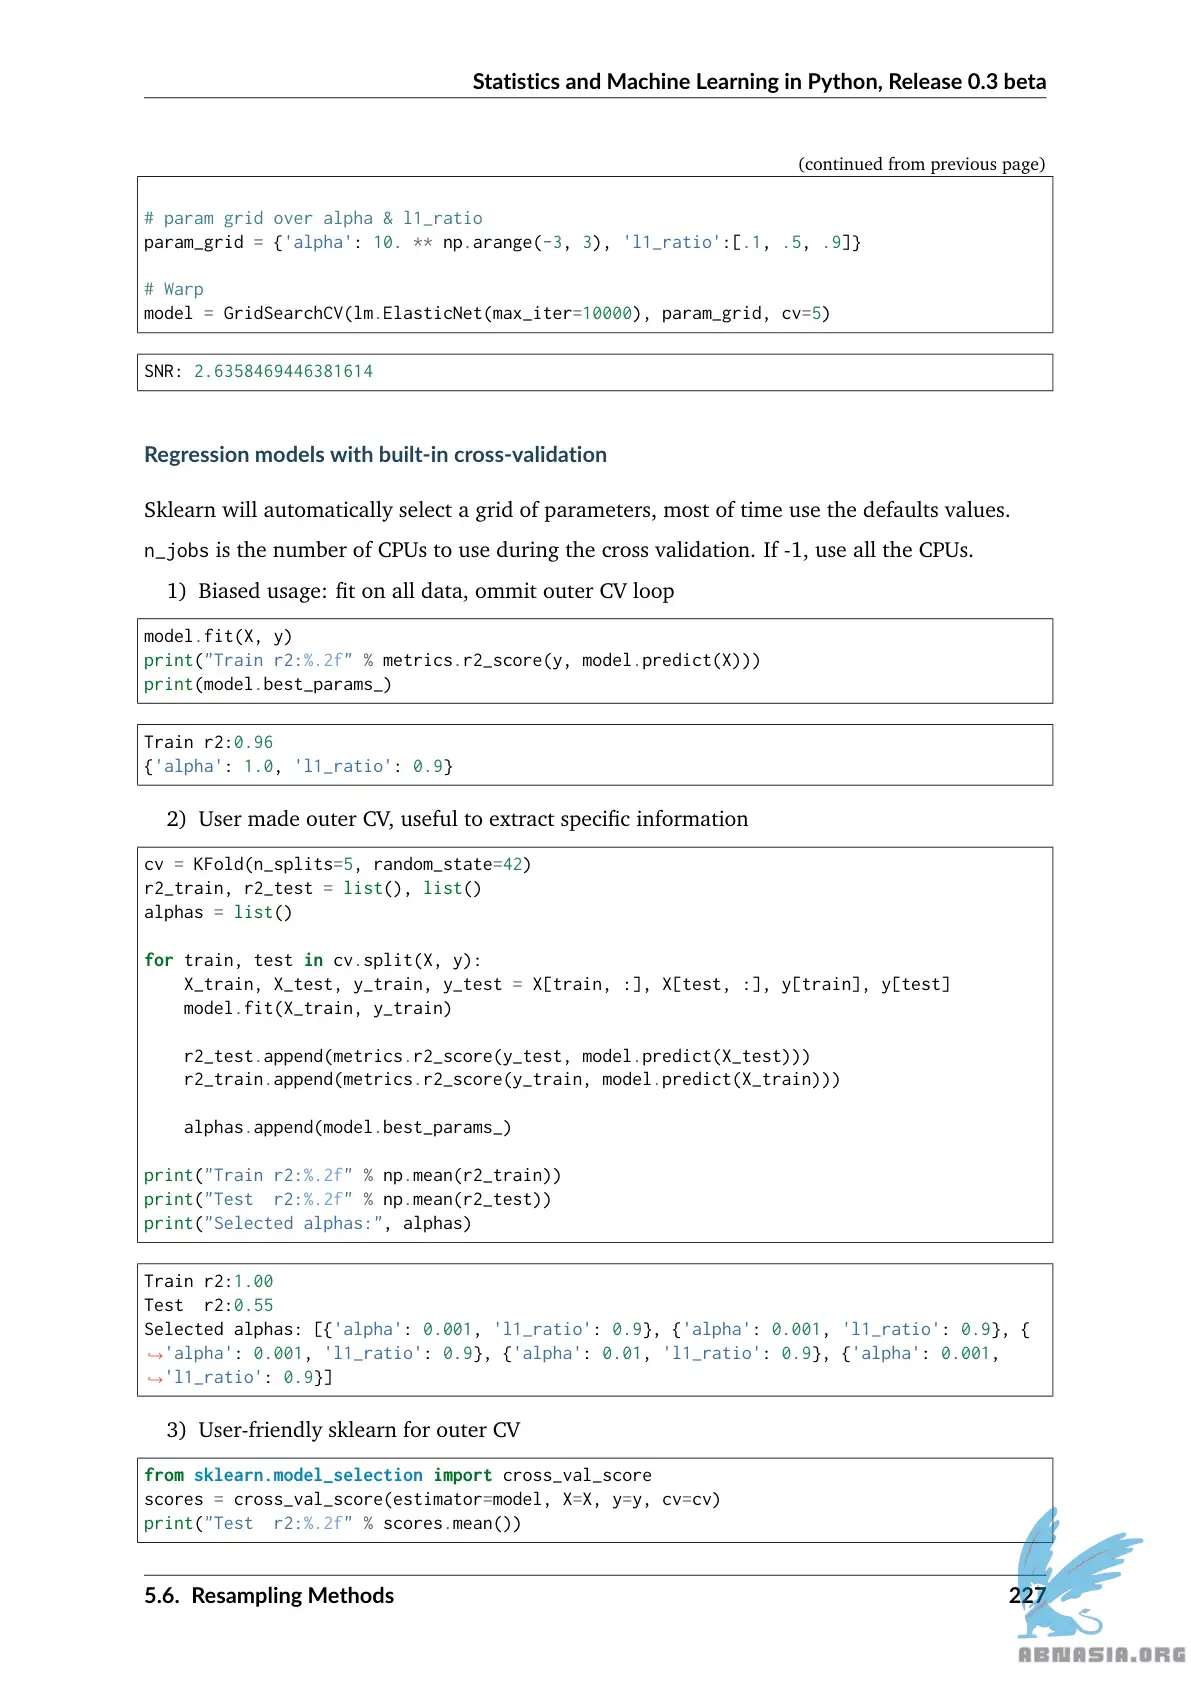 Statistics and Machine Learning in Python, Release 0.3 beta
(continued from previous page)
# param grid over alpha & l1_ratio
param_grid = {'alpha': 10. ** np.arange(-3, 3), 'l1_ratio':[.1, .5, .9]}
# Warp
model = GridSearchCV(lm.ElasticNet(max_iter=10000), param_grid, cv=5)
SNR: 2.6358469446381614
Regression models with built-in cross-validation
Sklearn will automatically select a grid of parameters, most of time use the defaults values.
n_jobs is the number of CPUs to use during the cross validation. If -1, use all the CPUs.
1) Biased usage: fit on all data, ommit outer CV loop
model.fit(X, y)
print("Train r2:%.2f" % metrics.r2_score(y, model.predict(X)))
print(model.best_params_)
Train r2:0.96
{'alpha': 1.0, 'l1_ratio': 0.9}
2) User made outer CV, useful to extract specific information
cv = KFold(n_splits=5, random_state=42)
r2_train, r2_test = list(), list()
alphas = list()
for train, test in cv.split(X, y):
    X_train, X_test, y_train, y_test = X[train, :], X[test, :], y[train], y[test]
    model.fit(X_train, y_train)
    r2_test.append(metrics.r2_score(y_test, model.predict(X_test)))
    r2_train.append(metrics.r2_score(y_train, model.predict(X_train)))
    alphas.append(model.best_params_)
print("Train r2:%.2f" % np.mean(r2_train))
print("Test  r2:%.2f" % np.mean(r2_test))
print("Selected alphas:", alphas)
Train r2:1.00
Test  r2:0.55
Selected alphas: [{'alpha': 0.001, 'l1_ratio': 0.9}, {'alpha': 0.001, 'l1_ratio': 0.9}, {
↪'alpha': 0.001, 'l1_ratio': 0.9}, {'alpha': 0.01, 'l1_ratio': 0.9}, {'alpha': 0.001,
↪'l1_ratio': 0.9}]
3) User-friendly sklearn for outer CV
from sklearn.model_selection import cross_val_score
scores = cross_val_score(estimator=model, X=X, y=y, cv=cv)
print("Test  r2:%.2f" % scores.mean())
5.6. Resampling Methods 227
ABNASIA.ORG